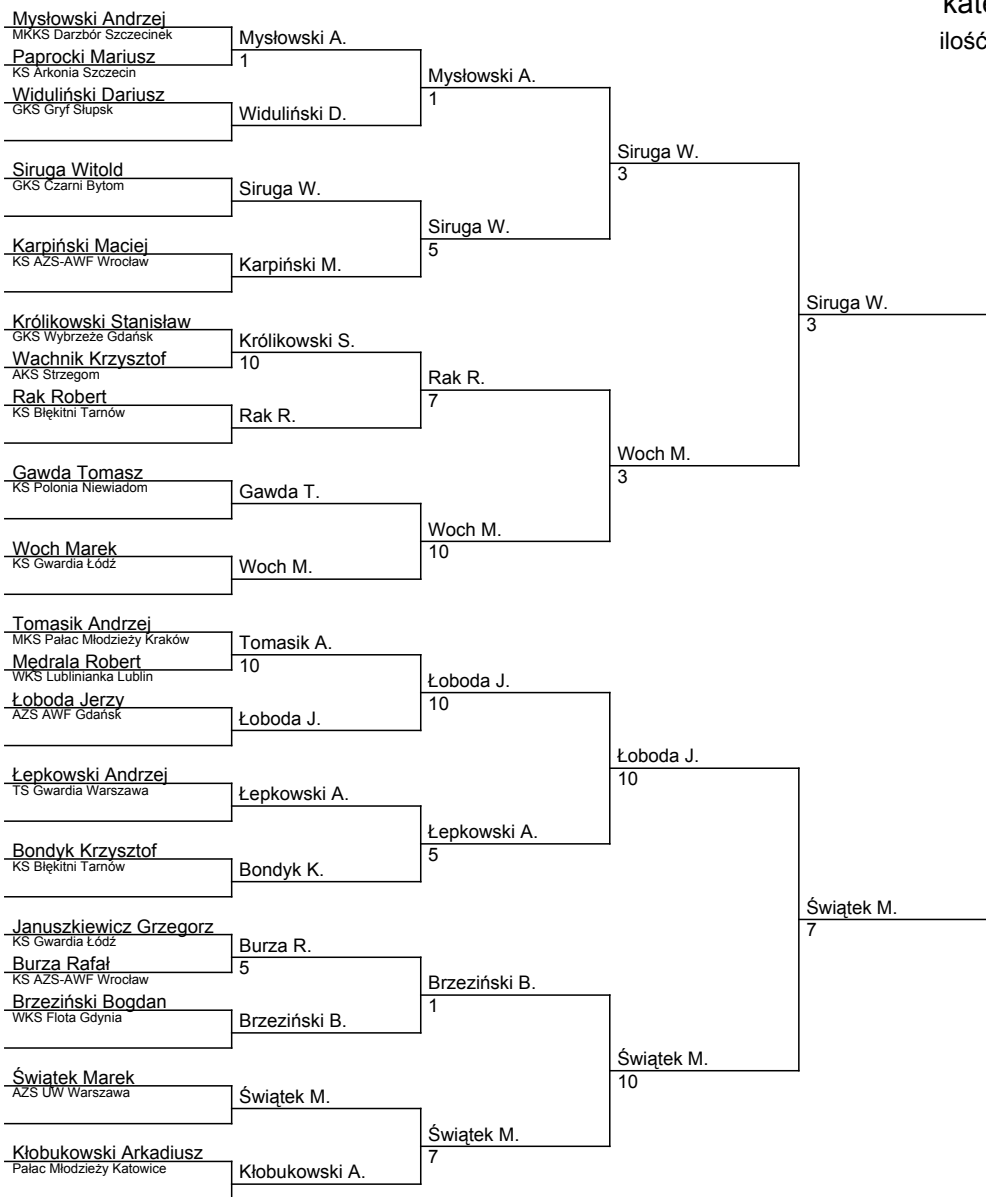 kate
ilość
Mysłowski Andrzej
MKKS Darzbór Szczecinek
Paprocki Mariusz
KS Arkonia Szczecin
Widuliński Dariusz
GKS Gryf Słupsk
Siruga Witold
GKS Czarni Bytom
Karpiński Maciej
KS AZS-AWF Wrocław
Królikowski Stanisław
GKS Wybrzeże Gdańsk
Wachnik Krzysztof
AKS Strzegom
Rak Robert
KS Błękitni Tarnów
Gawda Tomasz
KS Polonia Niewiadom
Woch Marek
KS Gwardia Łódź
Tomasik Andrzej
MKS Pałac Młodzieży Kraków
Mędrala Robert
WKS Lublinianka Lublin
Łoboda Jerzy
AZS AWF Gdańsk
Łepkowski Andrzej
TS Gwardia Warszawa
Bondyk Krzysztof
KS Błękitni Tarnów
Januszkiewicz Grzegorz
KS Gwardia Łódź
Burza Rafał
KS AZS-AWF Wrocław
Brzeziński Bogdan
WKS Flota Gdynia
Świątek Marek
AZS UW Warszawa
Kłobukowski Arkadiusz
Pałac Młodzieży Katowice
Mysłowski A.
1
Widuliński D.
Siruga W.
Karpiński M.
Królikowski S.
10
Rak R.
Gawda T.
Woch M.
Tomasik A.
10
Łoboda J.
Łepkowski A.
Bondyk K.
Burza R.
5
Brzeziński B.
Świątek M.
Kłobukowski A.
Mysłowski A.
1
Siruga W.
5
Rak R.
7
Woch M.
10
Łoboda J.
10
Łepkowski A.
5
Brzeziński B.
1
Świątek M.
7
Siruga W.
3
Woch M.
3
Łoboda J.
10
Świątek M.
10
Siruga W.
3
Świątek M.
7